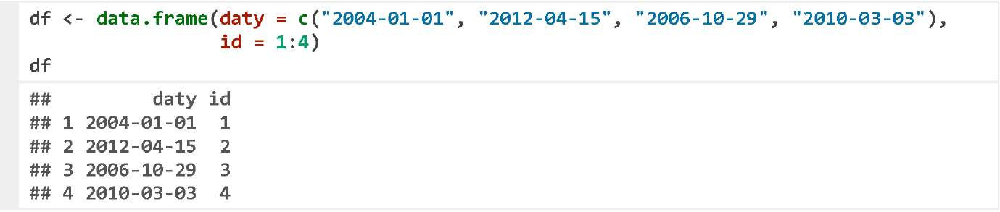 df <- data.frame(daty = c("2004-01-01", "2012-04-15", "2006-10-29", "2010-03-03"),
                 id = 1:4)
df
##         daty id
## 1 2004-01-01  1
## 2 2012-04-15  2
## 3 2006-10-29  3
## 4 2010-03-03  4